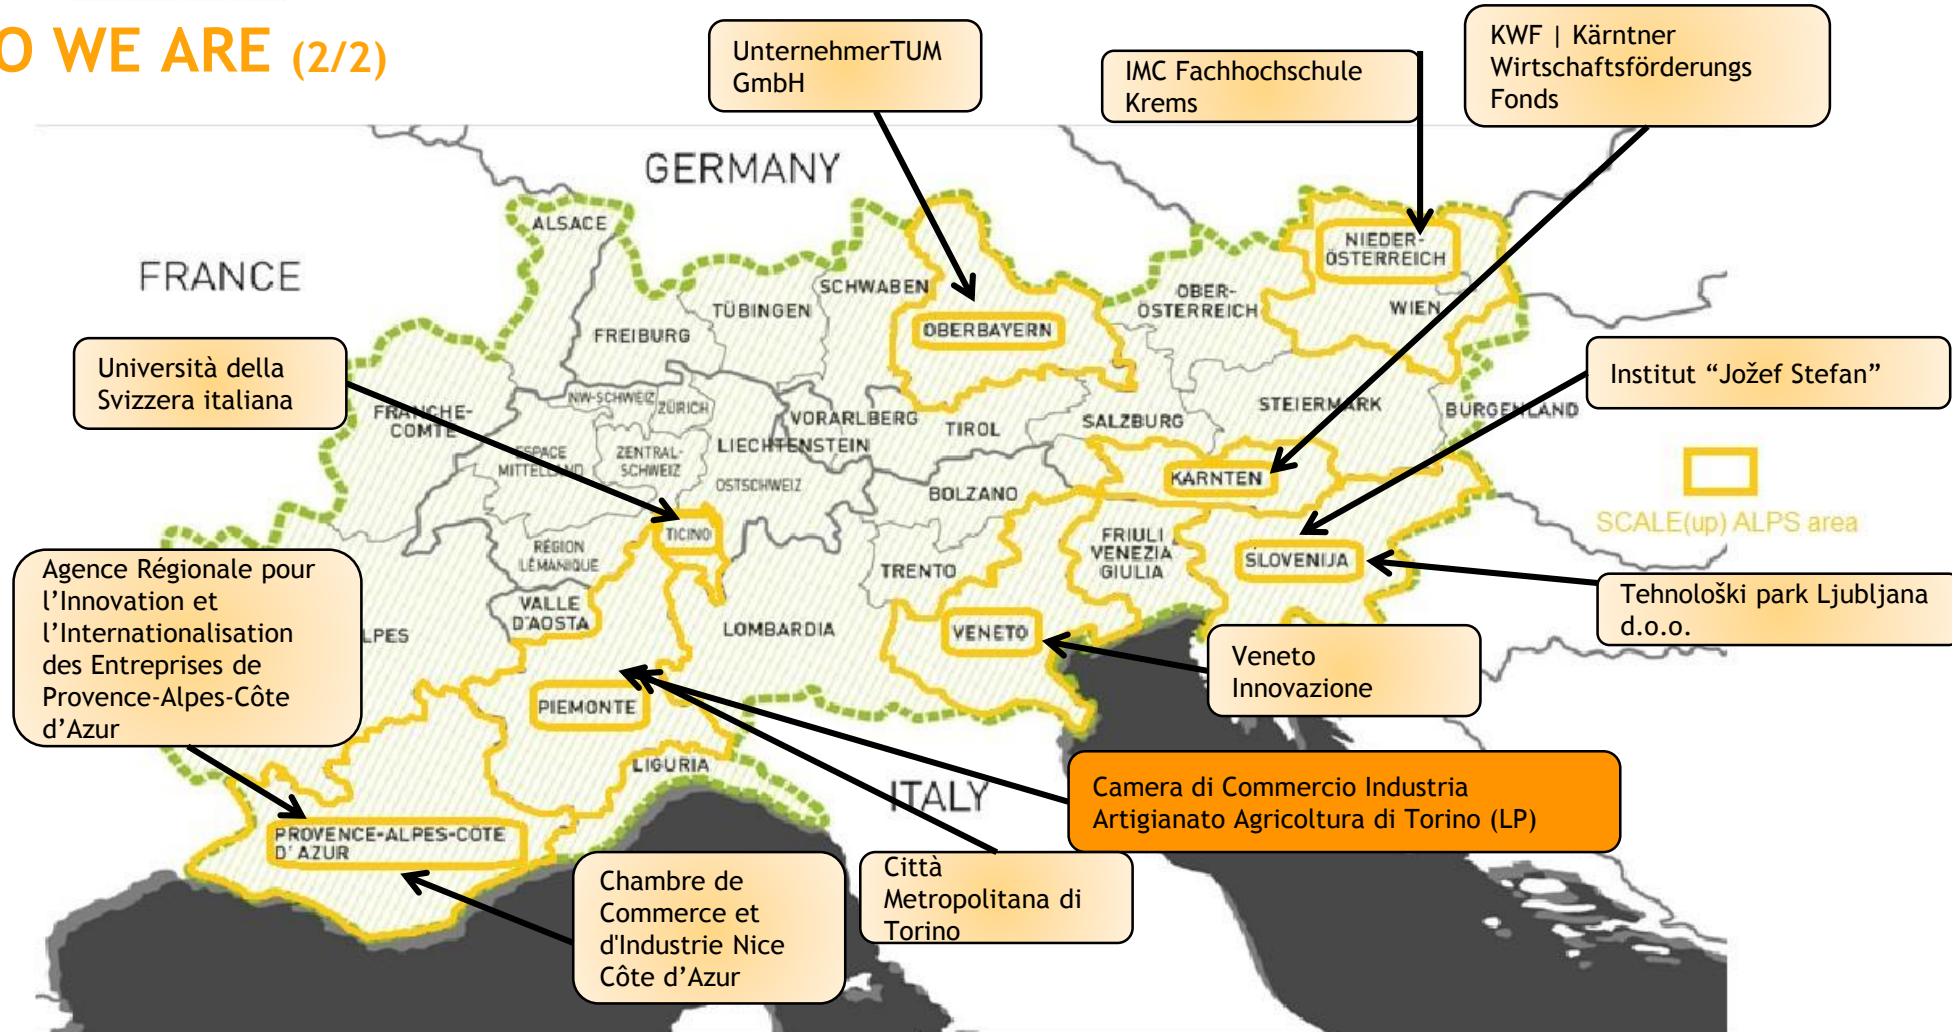 O WE ARE (2/2)
UnternehmerTUM
GmbH
IMC Fachhochschule
Krems
KWF | Kärntner
Wirtschaftsförderungs
Fonds
GERMANY
FRANCE
ALSACE
NIEDER-
ÖSTERREICH
SCHWABEN
OBER-
ÖSTERREICH
WIEN
TÜBINGEN
FREIBURG
OBERBAYERN
Università della
Svizzera italiana
Institut “Jožef Stefan”
FRANCHE-
COMTÉ
NW-SCHWEIZ
ZÜRICH
VORARLBERG
LIECHTENSTEIN
TIROL
SALZBURG
STEIERMARK
BURGENLAND
ESPACE
MITTELLAND
ZENTRAL-
SCHWEIZ
OSTSCHWEIZ
BOLZANO
KÄRNTEN
SCALE(up) ALPS area
TICINO
RÉGION
LÉMANIQUE
TRENTO
FRIULI
VENEZIA
GIULIA
SLOVENIJA
Agence Régionale pour
l’Innovation et
l’Internationalisation
des Entreprises de
Provence-Alpes-Côte
d’Azur
LPES
VALLE
D'AOSTA
LOMBARDIA
VENETO
Tehnološki park Ljubljana
d.o.o.
Veneto
Innovazione
PIEMONTE
LIGURIA
ITALY
Camera di Commercio Industria
Artigianato Agricoltura di Torino (LP)
PROVENCE-ALPES-CÔTE
D'AZUR
Chambre de
Commerce et
d'Industrie Nice
Côte d’Azur
Città
Metropolitana di
Torino